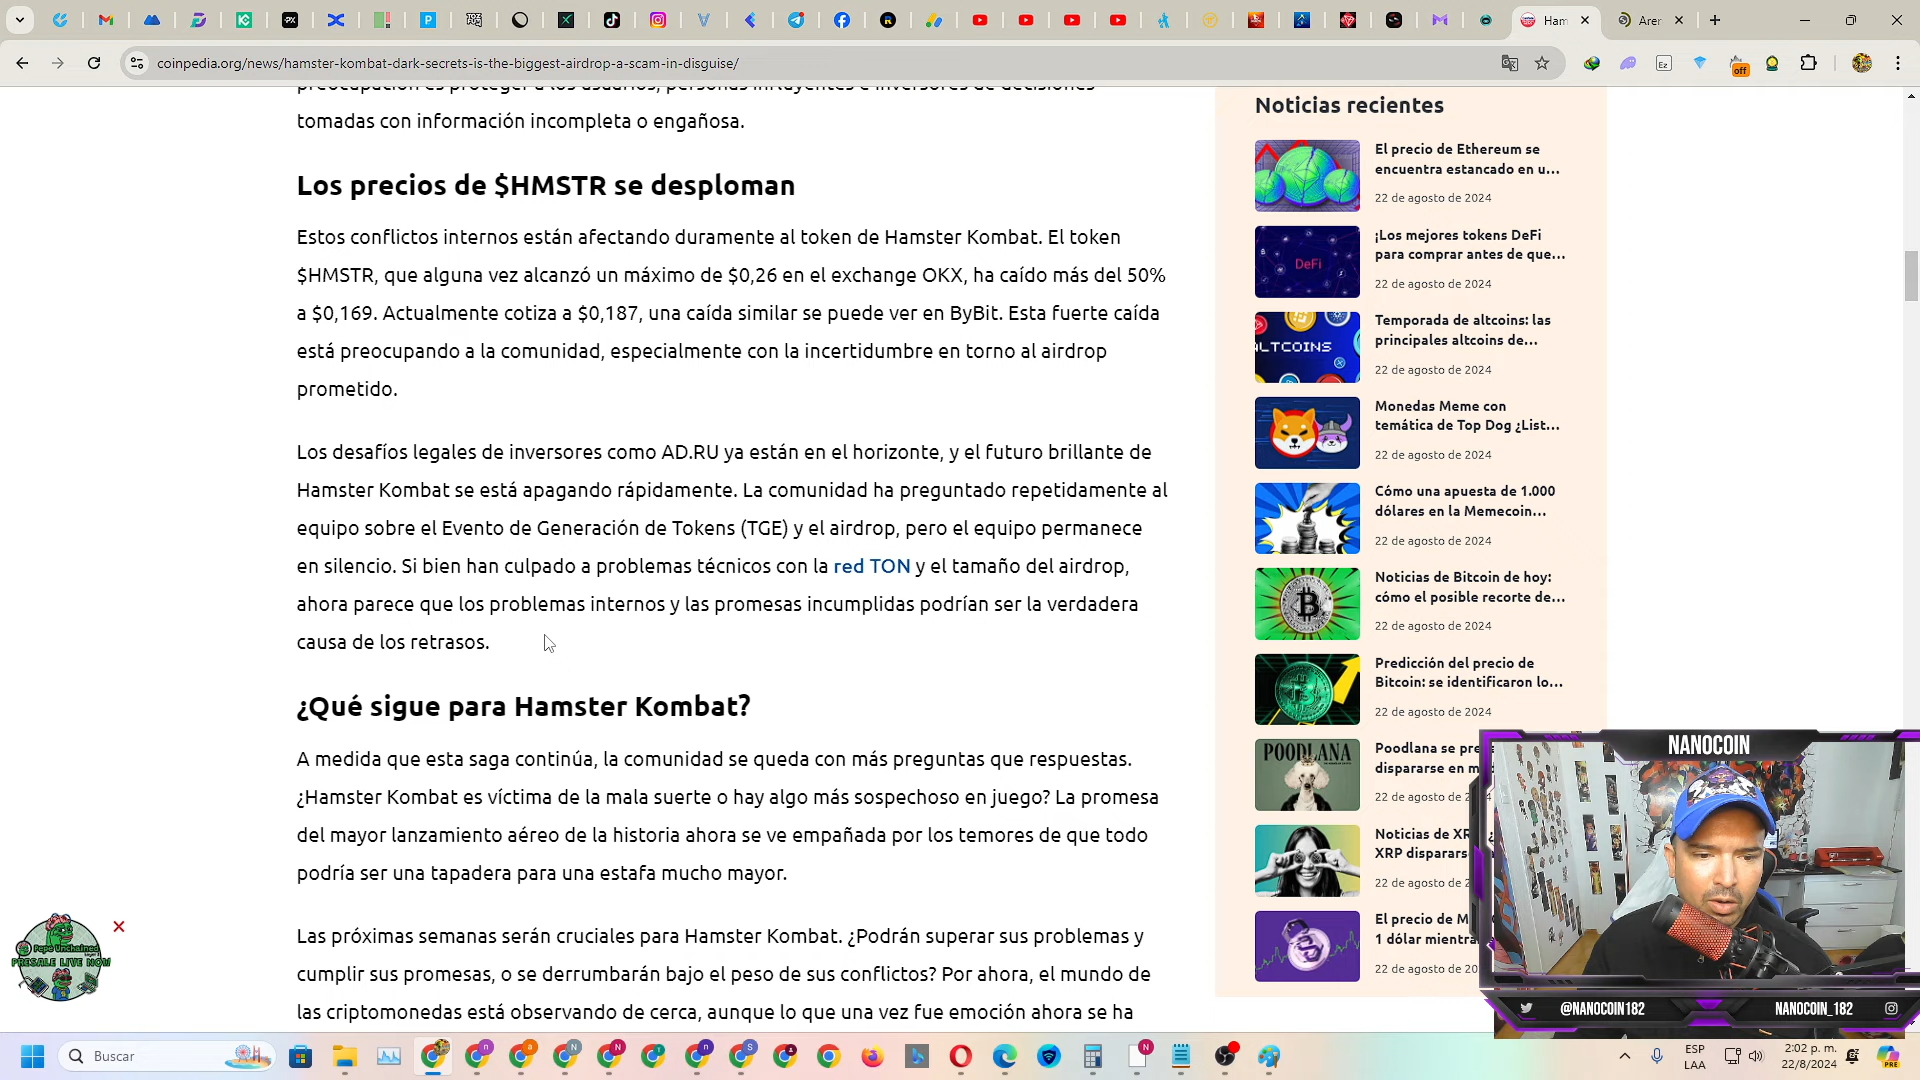 Ham
Arer
coinpedia.org/news/hamster-kombat-dark-secrets-is-the-biggest-airdrop-a-scam-in-disguise/
off
tomadas con información incompleta o engañosa.
Los precios de $HMSTR se desploman
Estos conflictos internos están afectando duramente al token de Hamster Kombat. El token
$HMSTR, que alguna vez alcanzó un máximo de $0,26 en el exchange OKX, ha caído más del 50%
a $0,169. Actualmente cotiza a $0,187, una caída similar se puede ver en ByBit. Esta fuerte caída
está preocupando a la comunidad, especialmente con la incertidumbre en torno al airdrop
prometido.
Los desafíos legales de inversores como AD.RU ya están en el horizonte, y el futuro brillante de
Hamster Kombat se está apagando rápidamente. La comunidad ha preguntado repetidamente al
equipo sobre el Evento de Generación de Tokens (TGE) y el airdrop, pero el equipo permanece
en silencio. Si bien han culpado a problemas técnicos con la red TON y el tamaño del airdrop,
ahora parece que los problemas internos y las promesas incumplidas podrían ser la verdadera
causa de los retrasos.
¿Qué sigue para Hamster Kombat?
A medida que esta saga continúa, la comunidad se queda con más preguntas que respuestas.
¿Hamster Kombat es víctima de la mala suerte o hay algo más sospechoso en juego? La promesa
del mayor lanzamiento aéreo de la historia ahora se ve empañada por los temores de que todo
podría ser una tapadera para una estafa mucho mayor.
Las próximas semanas serán cruciales para Hamster Kombat. ¿Podrán superar sus problemas y
cumplir sus promesas, o se derrumbarán bajo el peso de sus conflictos? Por ahora, el mundo de
las criptomonedas está observando de cerca, aunque lo que una vez fue emoción ahora se ha
Noticias recientes
El precio de Ethereum se
encuentra estancado en u...
22 de agosto de 2024
DeFi
¡Los mejores tokens DeFi
para comprar antes de que...
22 de agosto de 2024
ALTCOINS
Temporada de altcoins: las
principales altcoins de...
22 de agosto de 2024
Monedas Meme con
temática de Top Dog ¿List...
22 de agosto de 2024
Cómo una apuesta de 1.000
dólares en la Memecoin...
22 de agosto de 2024
Noticias de Bitcoin de hoy:
cómo el posible recorte de...
22 de agosto de 2024
Predicción del precio de
Bitcoin: se identificaron lo...
22 de agosto de 2024
POODLANA
Poodlana se pre
dispararse en m
22 de agosto de 2
Noticias de XR
XRP disparars
22 de agosto de 2
El precio de M
1 dólar mientra
22 de agosto de 20
Pepe Unchained
PRESALE LIVE NOW
NANOCOIN
@NANOCOIN182
NANOCOIN_182
Buscar
ESP
LAA
2:02 p. m.
22/8/2024
PRE